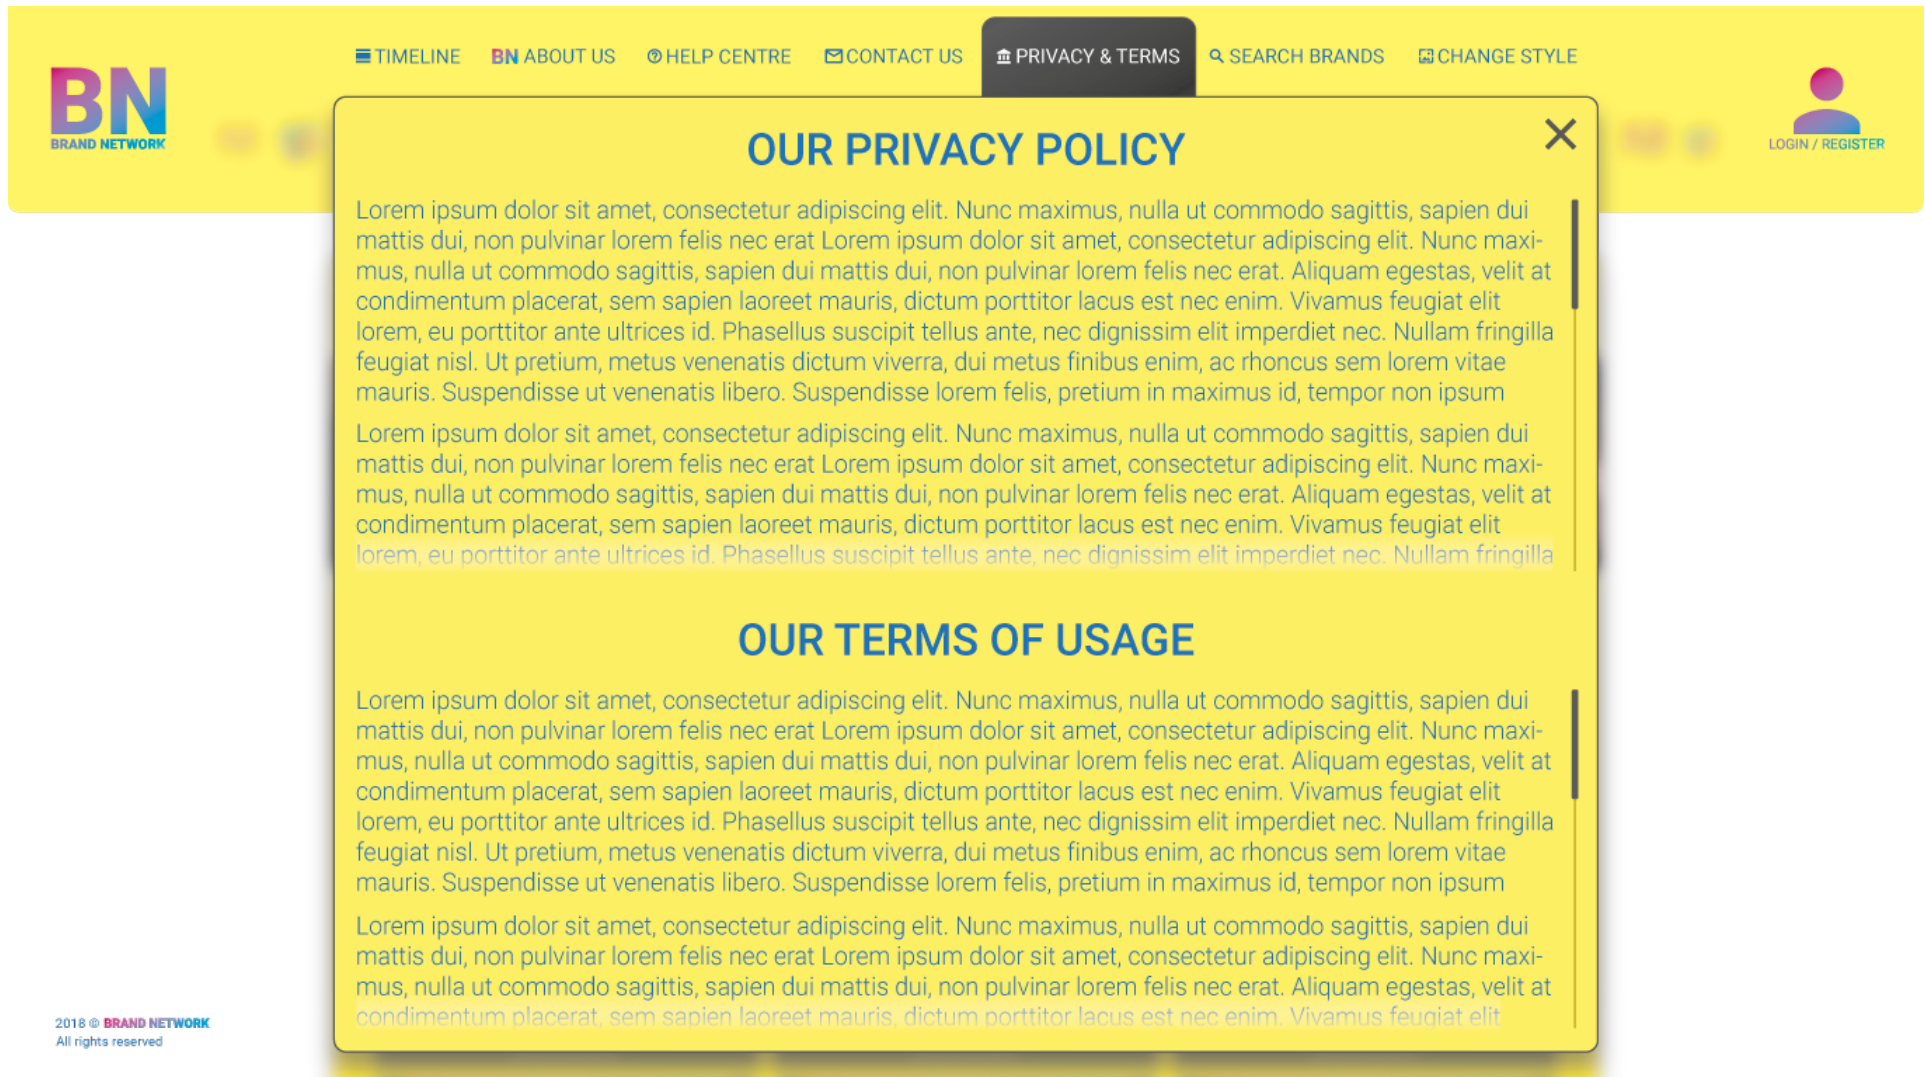 TIMELINE BN ABOUT US HELP CENTRE CONTACT US PRIVACY & TERMS SEARCH BRANDS CHANGE STYLE
BN
BRAND NETWORK
LOGIN / REGISTER
OUR PRIVACY POLICY
Lorem ipsum dolor sit amet, consectetur adipiscing elit. Nunc maximus, nulla ut commodo sagittis, sapien dui
mattis dui, non pulvinar lorem felis nec erat Lorem ipsum dolor sit amet, consectetur adipiscing elit. Nunc maxi-
mus, nulla ut commodo sagittis, sapien dui mattis dui, non pulvinar lorem felis nec erat. Aliquam egestas, velit at
condimentum placerat, sem sapien laoreet mauris, dictum porttitor lacus est nec enim. Vivamus feugiat elit
lorem, eu porttitor ante ultrices id. Phasellus suscipit tellus ante, nec dignissim elit imperdiet nec. Nullam fringilla
feugiat nisl. Ut pretium, metus venenatis dictum viverra, dui metus finibus enim, ac rhoncus sem lorem vitae
mauris. Suspendisse ut venenatis libero. Suspendisse lorem felis, pretium in maximus id, tempor non ipsum
Lorem ipsum dolor sit amet, consectetur adipiscing elit. Nunc maximus, nulla ut commodo sagittis, sapien dui
mattis dui, non pulvinar lorem felis nec erat Lorem ipsum dolor sit amet, consectetur adipiscing elit. Nunc maxi-
mus, nulla ut commodo sagittis, sapien dui mattis dui, non pulvinar lorem felis nec erat. Aliquam egestas, velit at
condimentum placerat, sem sapien laoreet mauris, dictum porttitor lacus est nec enim. Vivamus feugiat elit
lorem, eu porttitor ante ultrices id. Phasellus suscipit tellus ante, nec dignissim elit imperdiet nec. Nullam fringilla
OUR TERMS OF USAGE
Lorem ipsum dolor sit amet, consectetur adipiscing elit. Nunc maximus, nulla ut commodo sagittis, sapien dui
mattis dui, non pulvinar lorem felis nec erat Lorem ipsum dolor sit amet, consectetur adipiscing elit. Nunc maxi-
mus, nulla ut commodo sagittis, sapien dui mattis dui, non pulvinar lorem felis nec erat. Aliquam egestas, velit at
condimentum placerat, sem sapien laoreet mauris, dictum porttitor lacus est nec enim. Vivamus feugiat elit
lorem, eu porttitor ante ultrices id. Phasellus suscipit tellus ante, nec dignissim elit imperdiet nec. Nullam fringilla
feugiat nisl. Ut pretium, metus venenatis dictum viverra, dui metus finibus enim, ac rhoncus sem lorem vitae
mauris. Suspendisse ut venenatis libero. Suspendisse lorem felis, pretium in maximus id, tempor non ipsum
Lorem ipsum dolor sit amet, consectetur adipiscing elit. Nunc maximus, nulla ut commodo sagittis, sapien dui
mattis dui, non pulvinar lorem felis nec erat Lorem ipsum dolor sit amet, consectetur adipiscing elit. Nunc maxi-
mus, nulla ut commodo sagittis, sapien dui mattis dui, non pulvinar lorem felis nec erat. Aliquam egestas, velit at
condimentum placerat, sem sapien laoreet mauris, dictum porttitor lacus est nec enim. Vivamus feugiat elit
2018 © BRAND NETWORK
All rights reserved